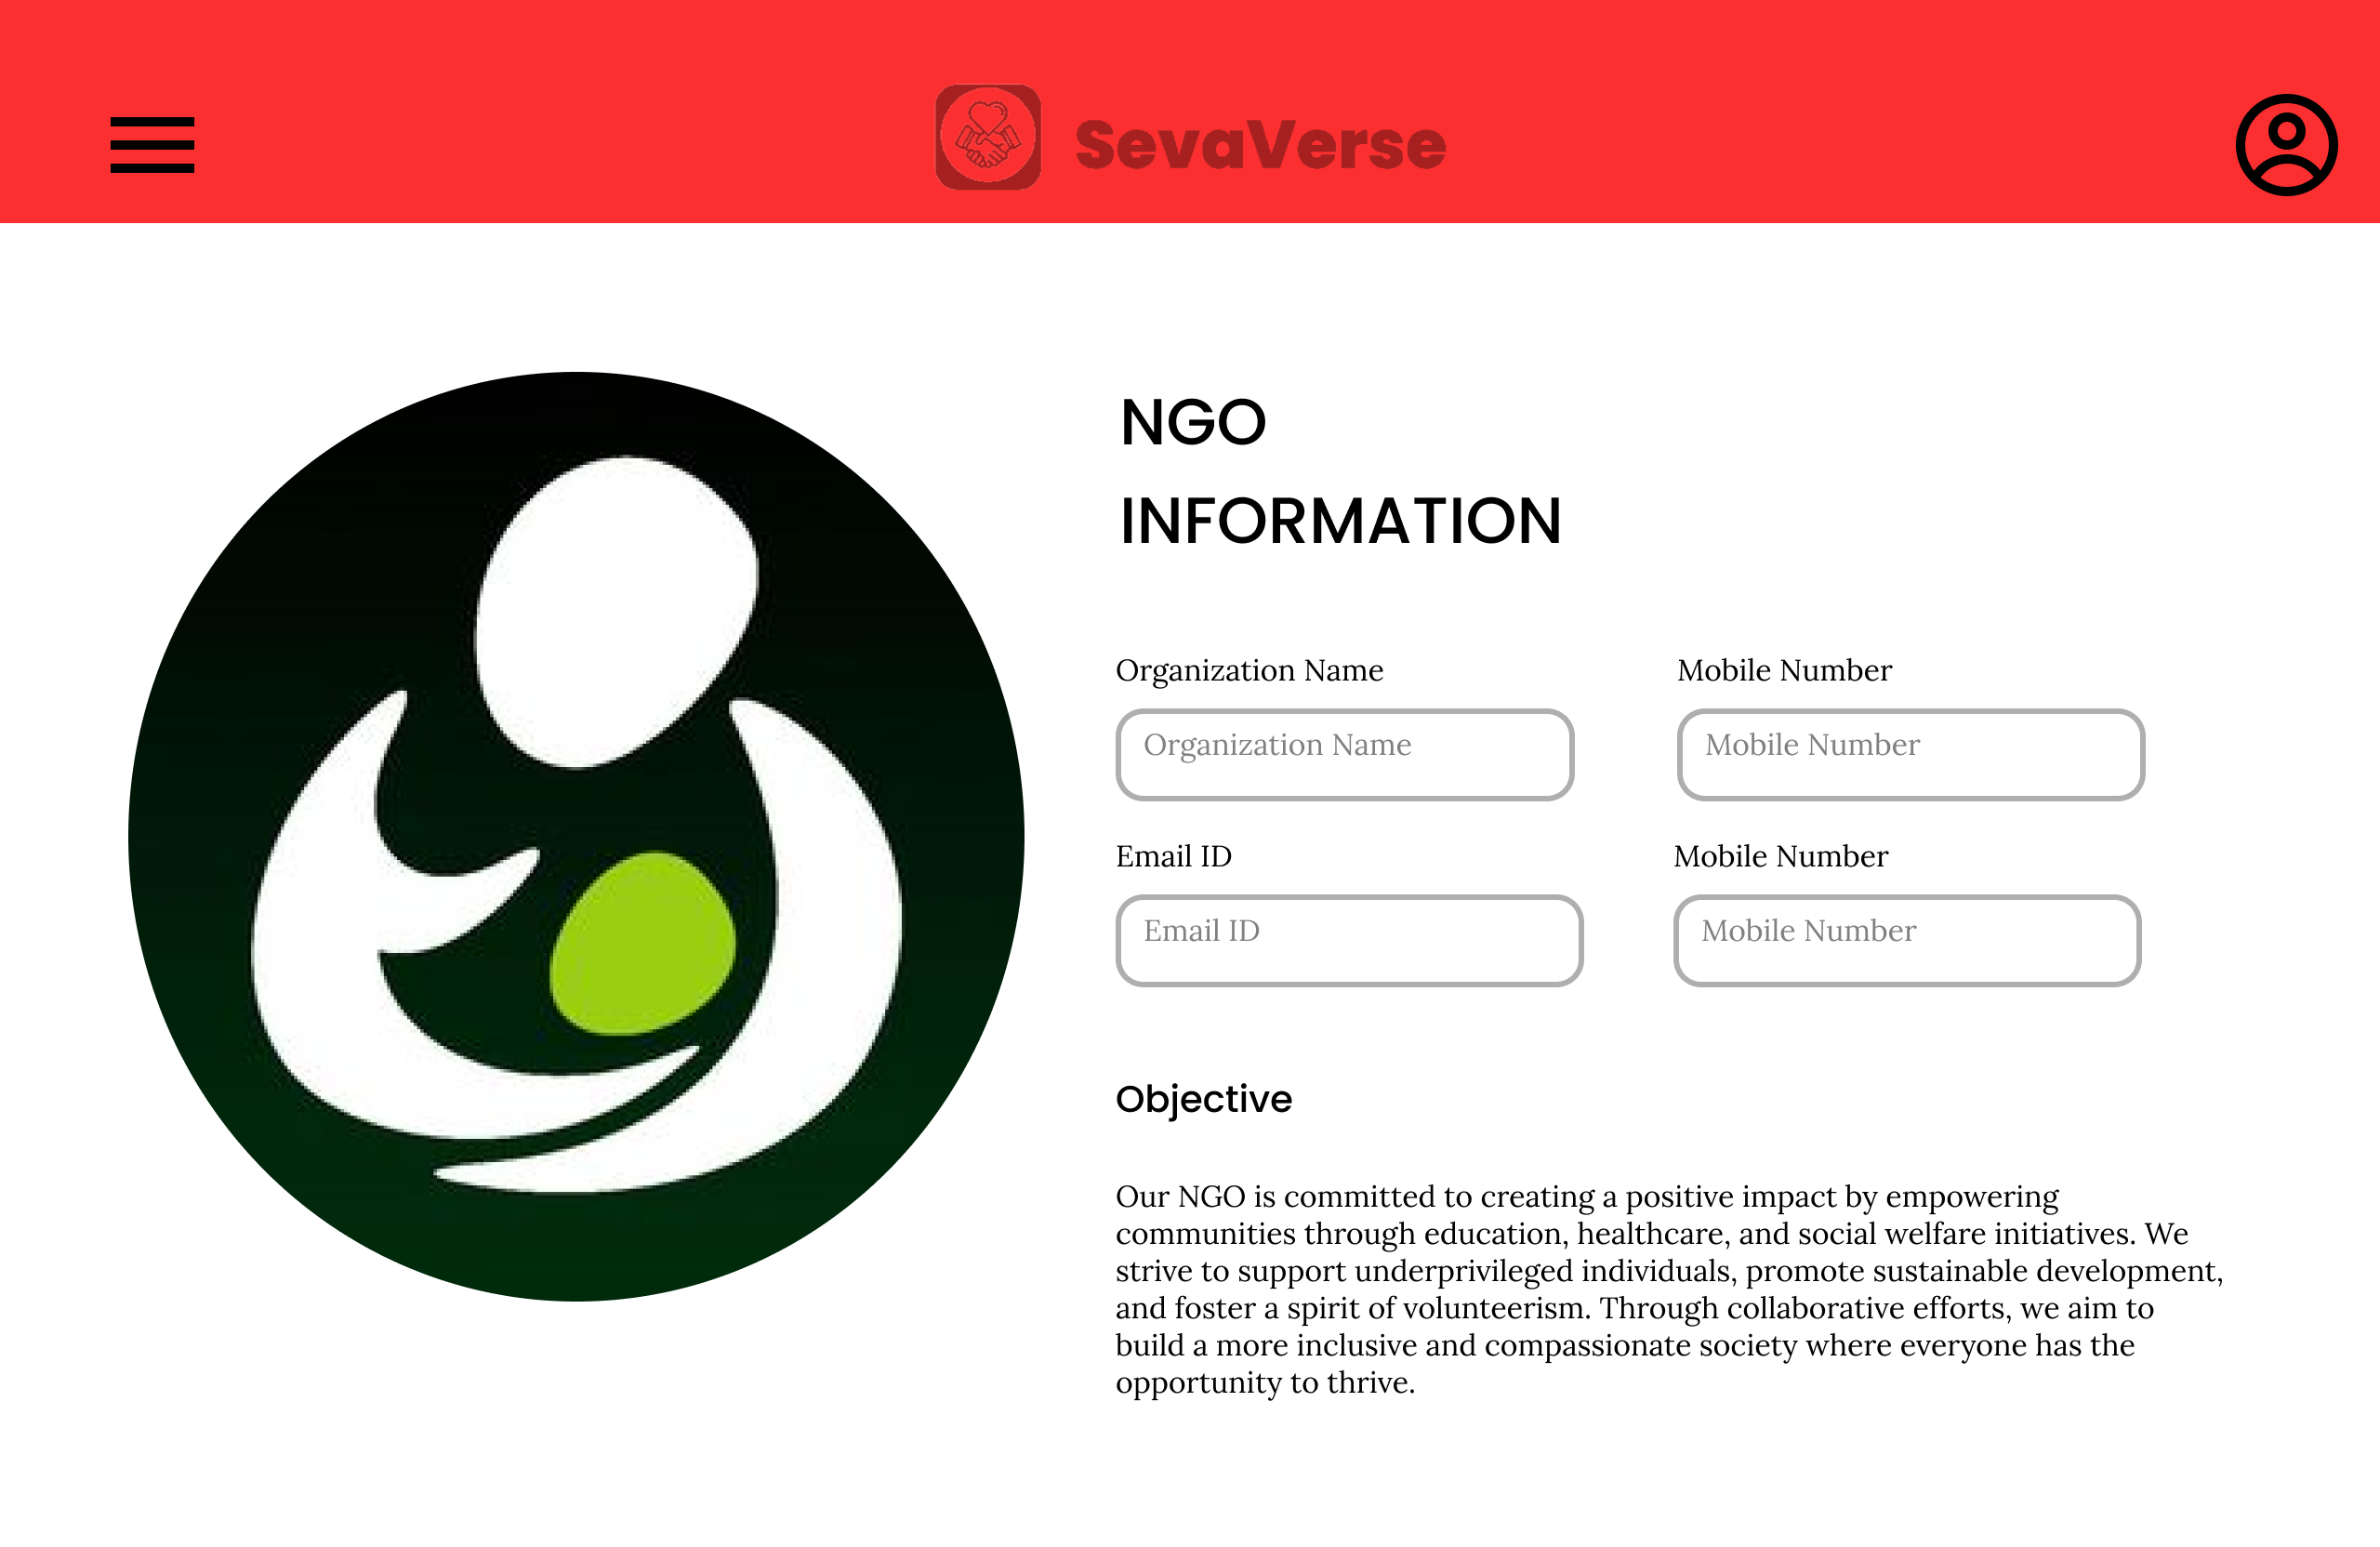 SevaVerse
NGO
INFORMATION
Organization Name
Mobile Number
Organization Name
Mobile Number
Email ID
Mobile Number
Email ID
Mobile Number
Objective
Our NGO is committed to creating a positive impact by empowering
communities through education, healthcare, and social welfare initiatives. We
strive to support underprivileged individuals, promote sustainable development,
and foster a spirit of volunteerism. Through collaborative efforts, we aim to
build a more inclusive and compassionate society where everyone has the
opportunity to thrive.